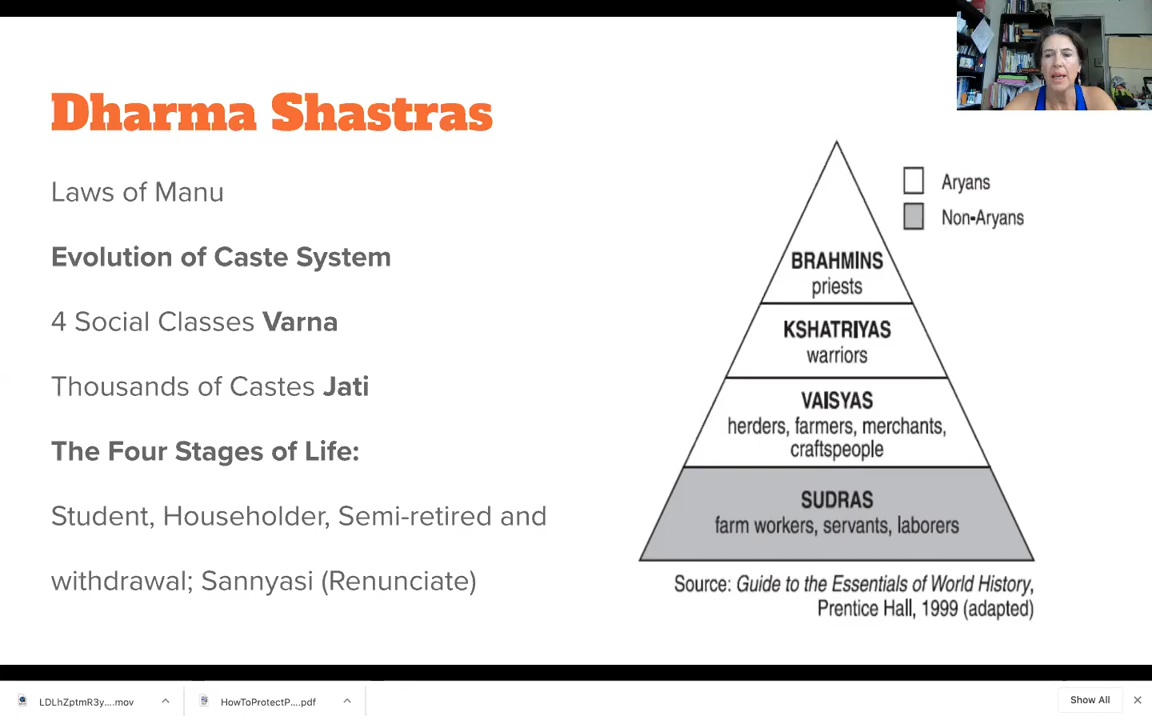 Dharma Shastras
Laws of Manu
Evolution of Caste System
4 Social Classes Varna
Thousands of Castes Jati
The Four Stages of Life:
Student, Householder, Semi-retired and
withdrawal; Sannyasi (Renunciate)
Aryans
Non-Aryans
BRAHMINS
priests
KSHATRIYAS
warriors
VAISYAS
herders, farmers, merchants,
craftspeople
SUDRAS
farm workers, servants, laborers
Source: Guide to the Essentials of World History,
Prentice Hall, 1999 (adapted)
LDLhZptmR3y....mov
HowToProtectP....pdf
Show All